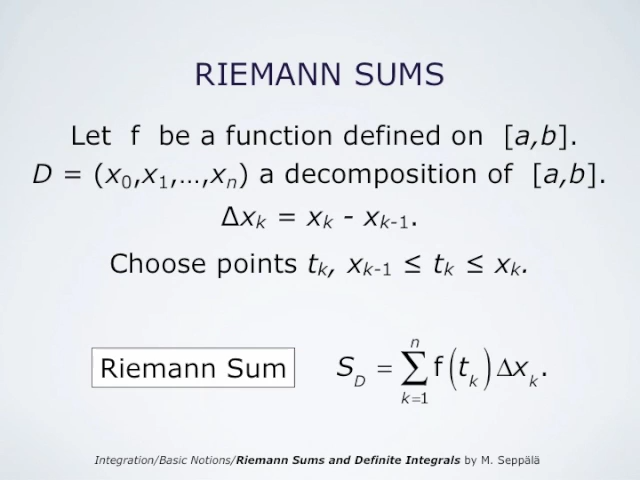 RIEMANN SUMS
Let f be a function defined on [a,b].
D = (x₀,x₁,…,xₙ) a decomposition of [a,b].
Δxₖ = xₖ - xₖ₋₁.
Choose points tₖ, xₖ₋₁ ≤ tₖ ≤ xₖ.
Riemann Sum S_D = ∑_{k=1}^{n} f(tₖ)Δxₖ.
Integration/Basic Notions/Riemann Sums and Definite Integrals by M. Seppälä